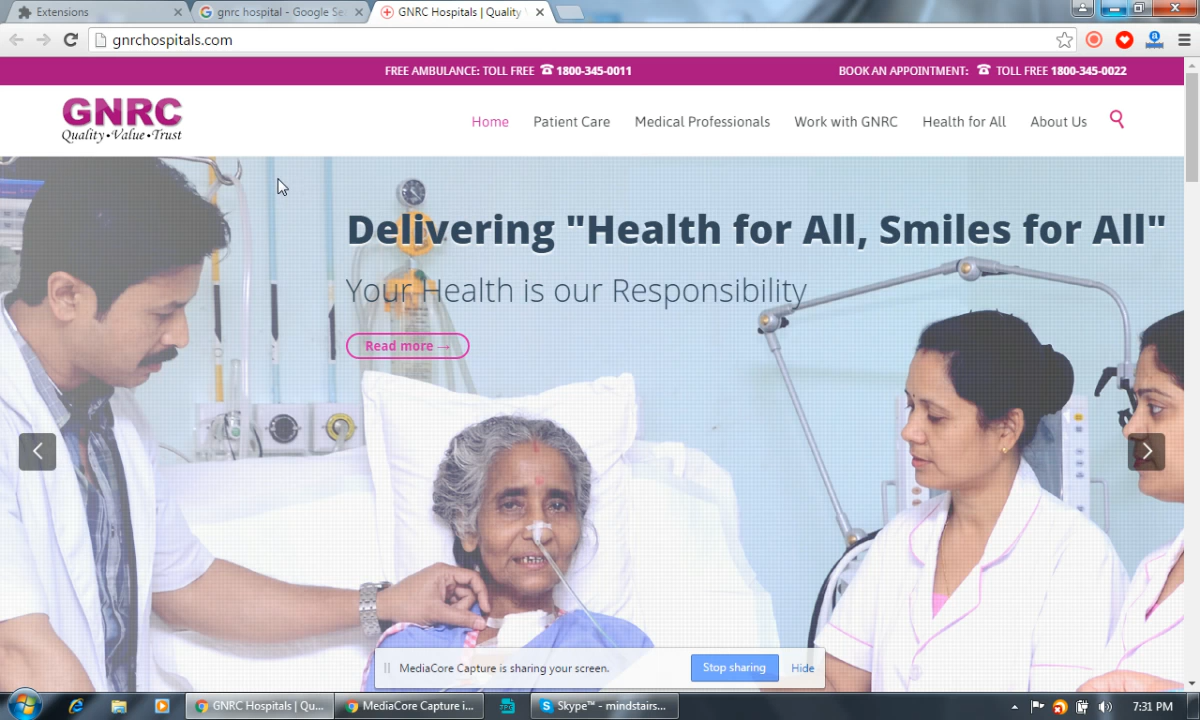 Extensions
gnrc hospital - Google Se
GNRC Hospitals | Quality
gnrchospitals.com
FREE AMBULANCE: TOLL FREE ☎ 1800-345-0011
BOOK AN APPOINTMENT: ☎ TOLL FREE 1800-345-0022
GNRC
Quality•Value•Trust
Home
Patient Care
Medical Professionals
Work with GNRC
Health for All
About Us
Delivering "Health for All, Smiles for All"
Your Health is our Responsibility
Read more →
MediaCore Capture is sharing your screen.
Stop sharing
Hide
GNRC Hospitals | Qu...
MediaCore Capture i...
Skype™ - mindstairs...
7:31 PM